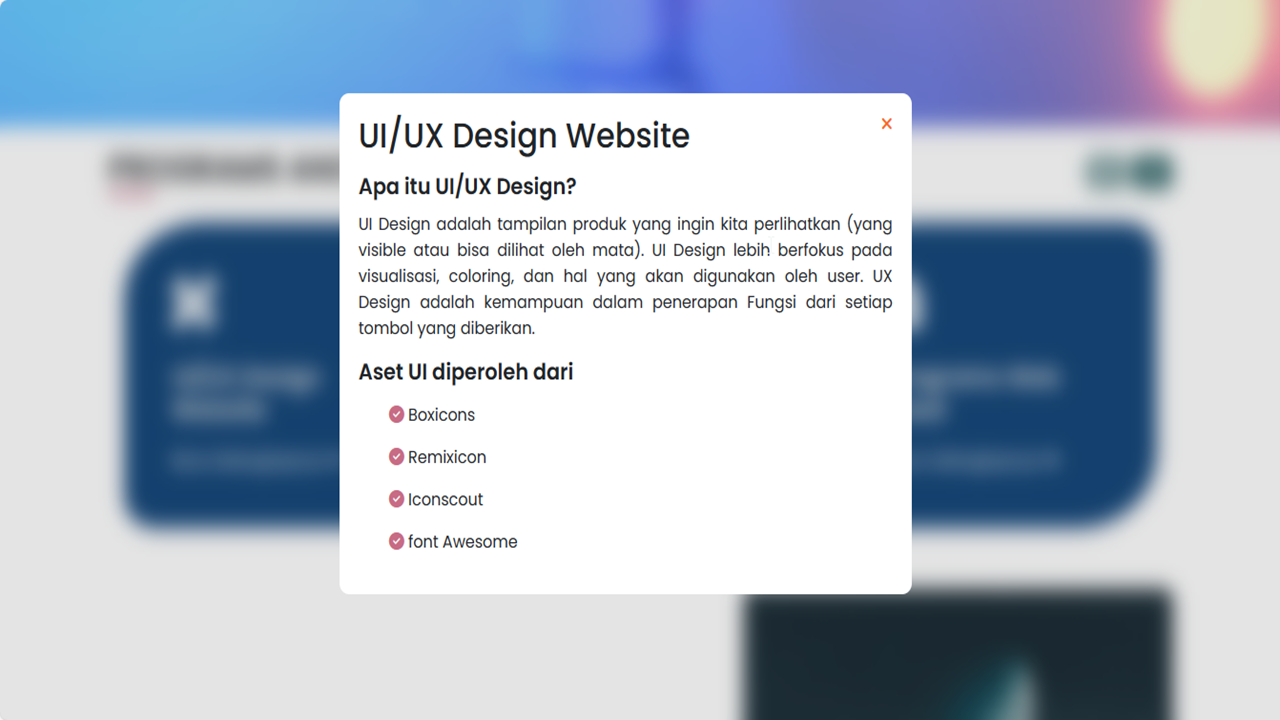 UI/UX Design Website
Apa itu UI/UX Design?
UI Design adalah tampilan produk yang ingin kita perlihatkan (yang
visible atau bisa dilihat oleh mata). UI Design lebih berfokus pada
visualisasi, coloring, dan hal yang akan digunakan oleh user. UX
Design adalah kemampuan dalam penerapan Fungsi dari setiap
tombol yang diberikan.
Aset UI diperoleh dari
Boxicons
Remixicon
Iconscout
font Awesome